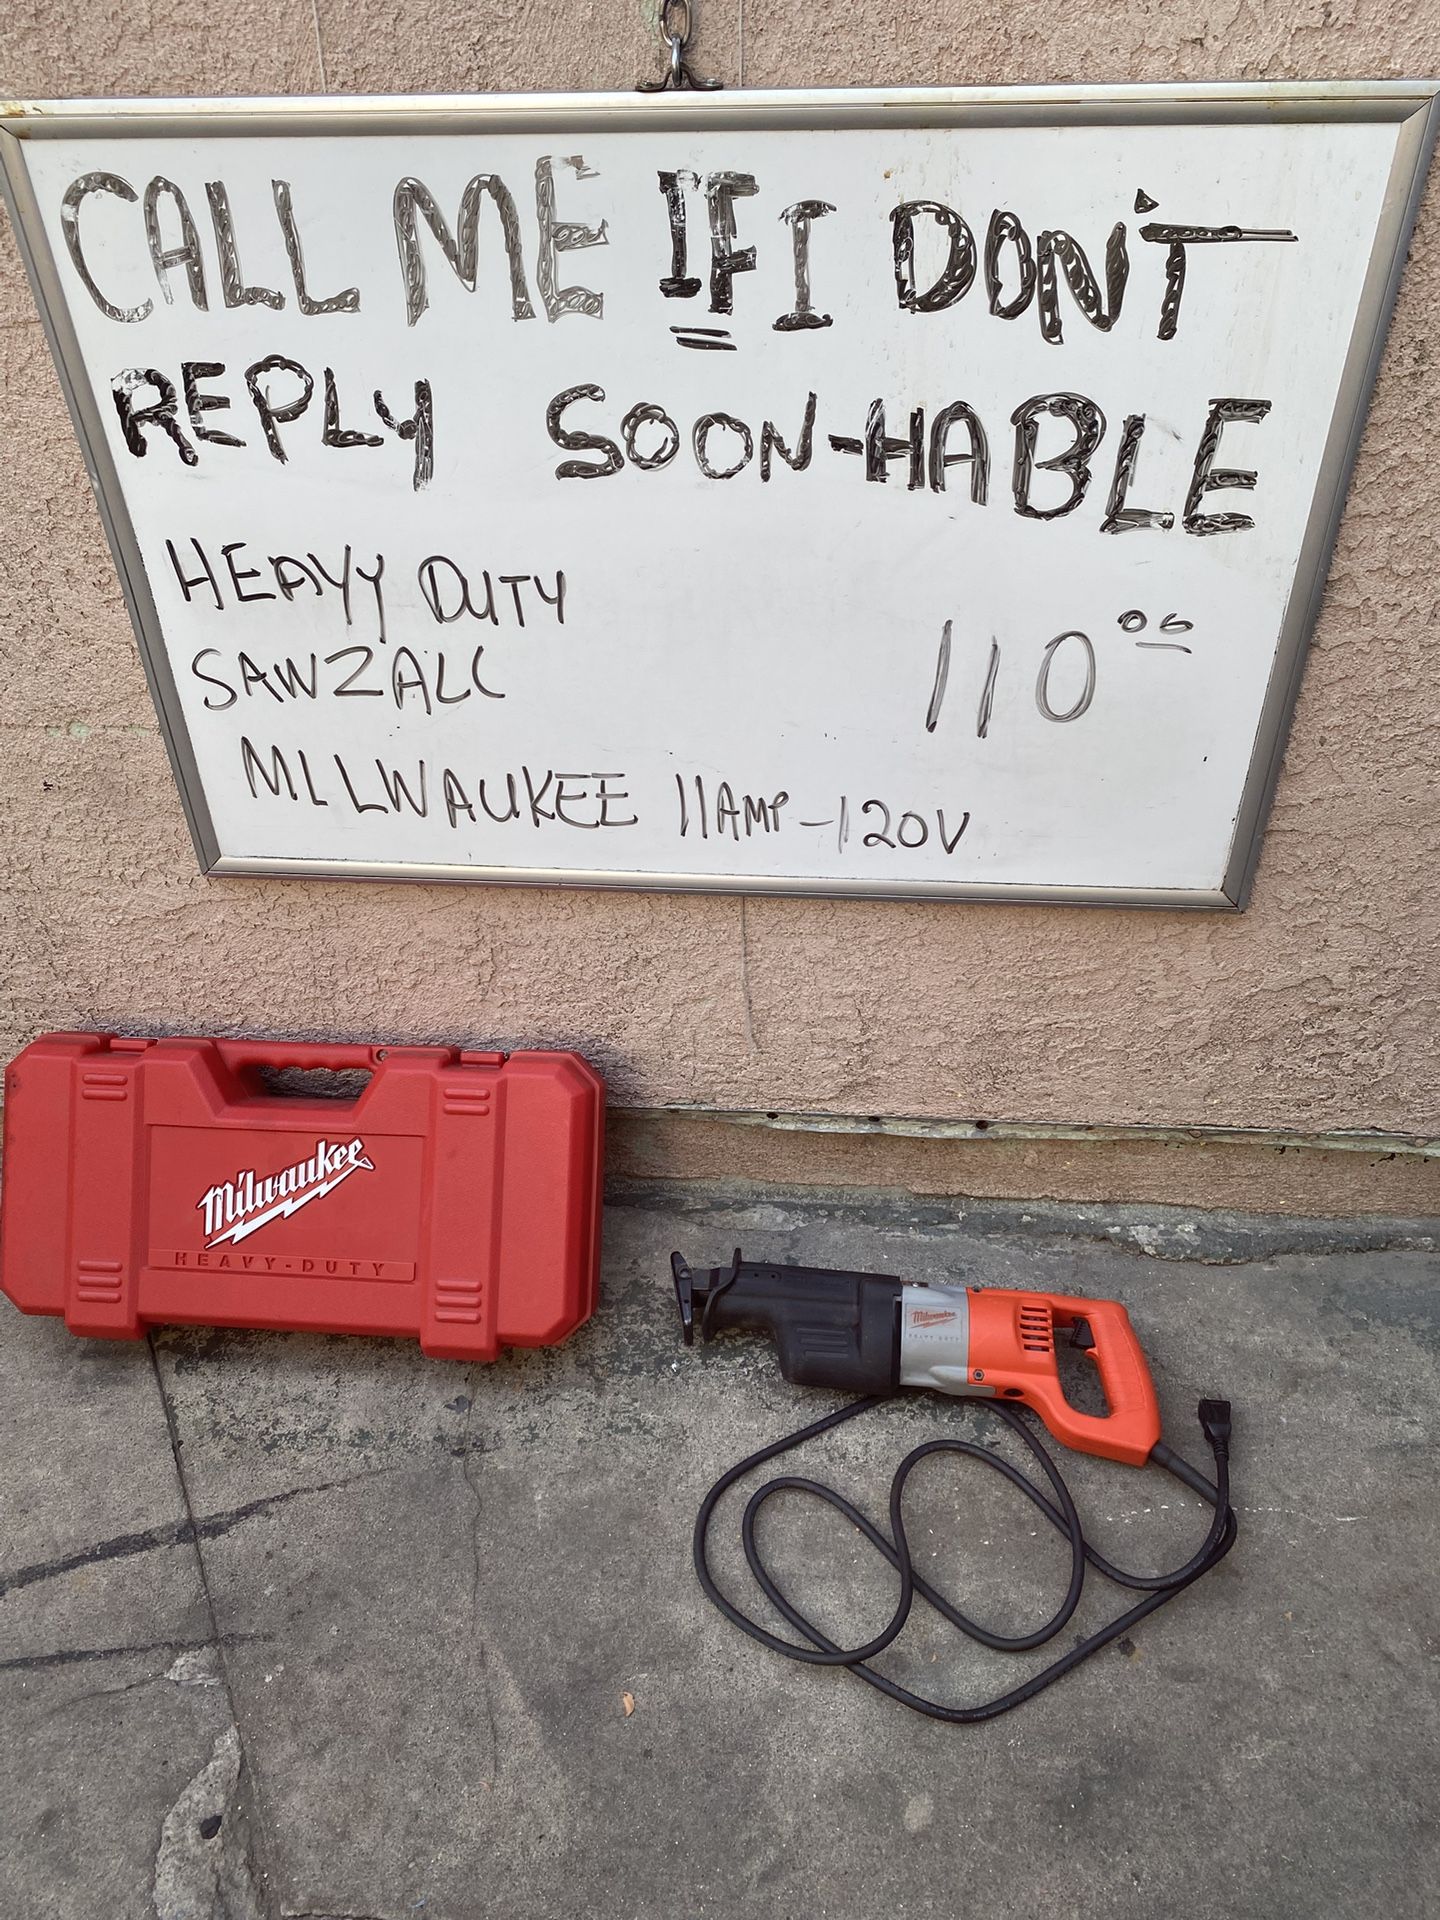 CALL ME IF I DON'T
REPLY SOON-HABLE
HEAVY DUTY
SAWZALL
110 00
MILWAUKEE 11AMP-120V
Milwaukee
HEAVY-DUTY
Milwaukee
HEAVY DUTY